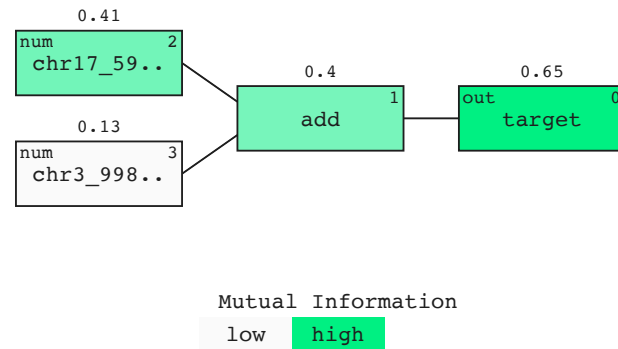 0.41
num 2
chr17_59..
0.13
num 3
chr3_998..
0.4
1
add
0.65
out 0
target
Mutual Information
low high